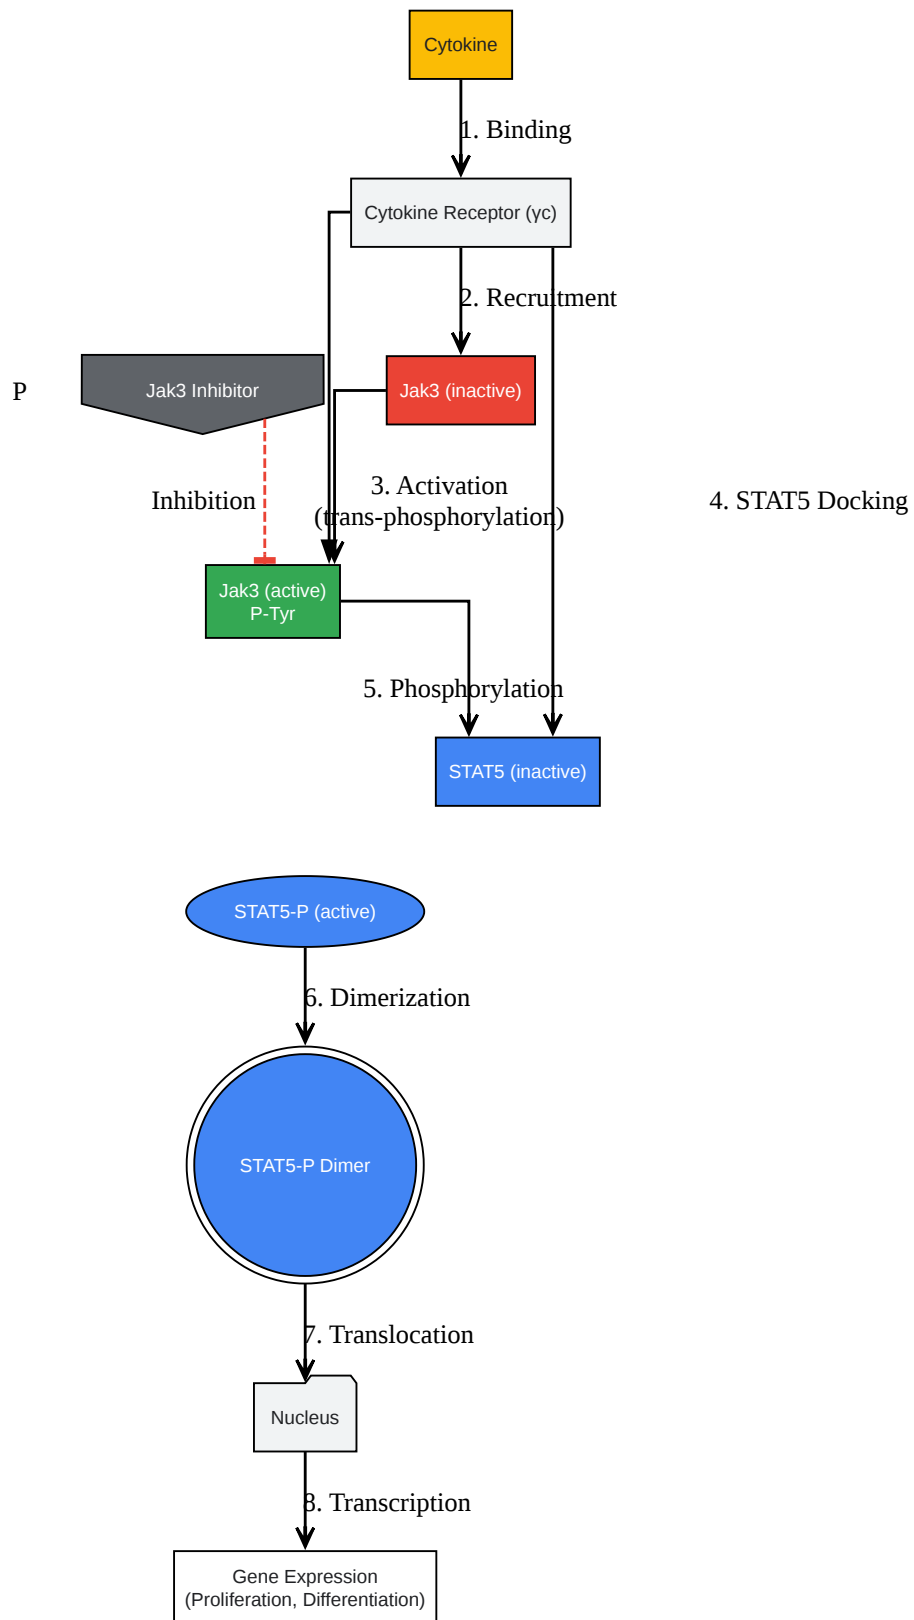 Cytokine
1. Binding
Cytokine Receptor (γc)
2. Recruitment
P
Jak3 Inhibitor
Jak3 (inactive)
Inhibition
3. Activation
(trans-phosphorylation)
4. STAT5 Docking
Jak3 (active)
P-Tyr
5. Phosphorylation
STAT5 (inactive)
STAT5-P (active)
6. Dimerization
STAT5-P Dimer
7. Translocation
Nucleus
8. Transcription
Gene Expression
(Proliferation, Differentiation)